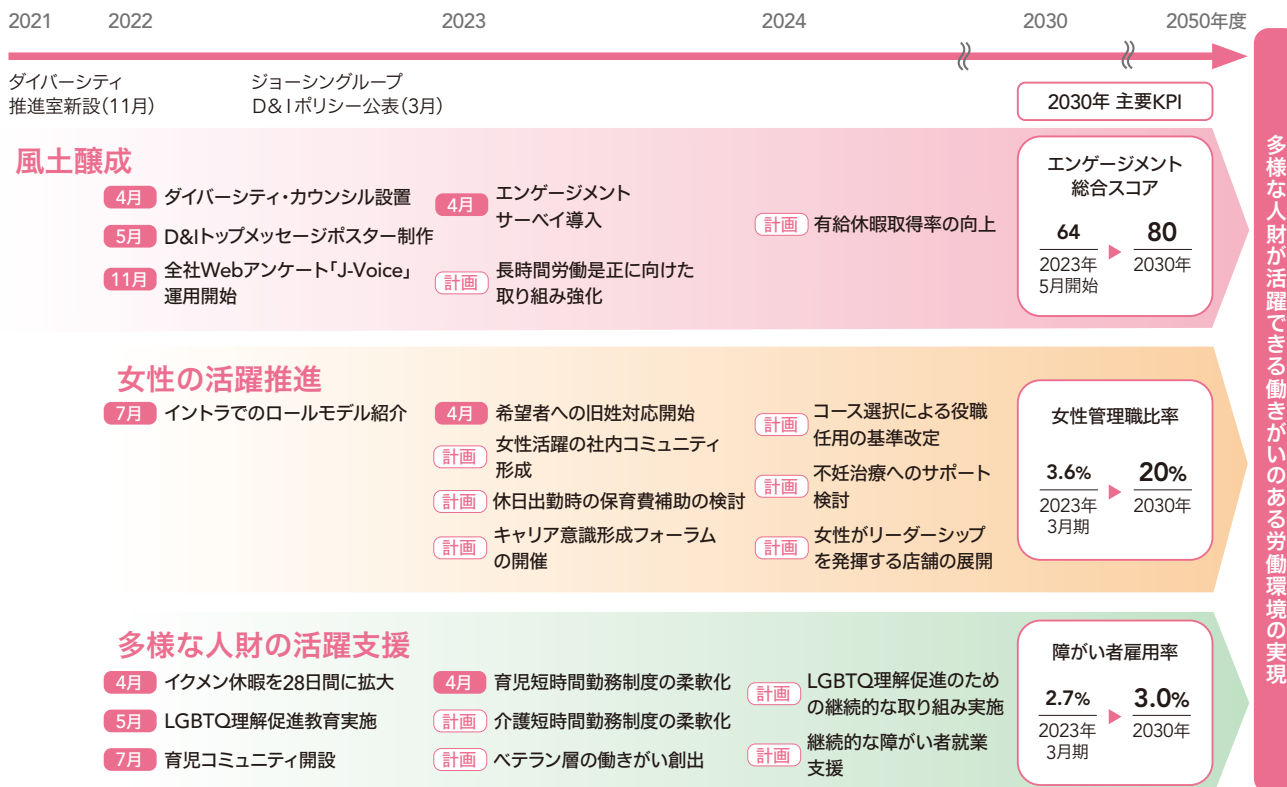 2021 2022 2023 2024 2030 2050年度
ダイバーシティ
推進室新設(11月)
ジョーシングループ
D&Iポリシー公表(3月)
2030年 主要KPI
風土醸成
4月 ダイバーシティ・カウンシル設置
5月 D&Iトップメッセージポスター制作
11月 全社Webアンケート「J-Voice」
運用開始
4月 エンゲージメント
サーベイ導入
計画 長時間労働是正に向けた
取り組み強化
計画 有給休暇取得率の向上
エンゲージメント
総合スコア
64 ▶ 80
2023年 2030年
5月開始
女性の活躍推進
7月 イントラでのロールモデル紹介
4月 希望者への旧姓対応開始
計画 女性活躍の社内コミュニティ
形成
計画 休日出勤時の保育費補助の検討
計画 キャリア意識形成フォーラム
の開催
計画 コース選択による役職
任用の基準改定
計画 不妊治療へのサポート
検討
計画 女性がリーダーシップ
を発揮する店舗の展開
女性管理職比率
3.6% ▶ 20%
2023年 2030年
3月期
多様な人財の活躍支援
4月 イクメン休暇を28日間に拡大
5月 LGBTQ理解促進教育実施
7月 育児コミュニティ開設
4月 育児短時間勤務制度の柔軟化
計画 介護短時間勤務制度の柔軟化
計画 ベテラン層の働きがい創出
計画 LGBTQ理解促進のため
の継続的な取り組み実施
計画 継続的な障がい者就業
支援
障がい者雇用率
2.7% ▶ 3.0%
2023年 2030年
3月期
多様な人財が活躍できる働きがいのある労働環境の実現